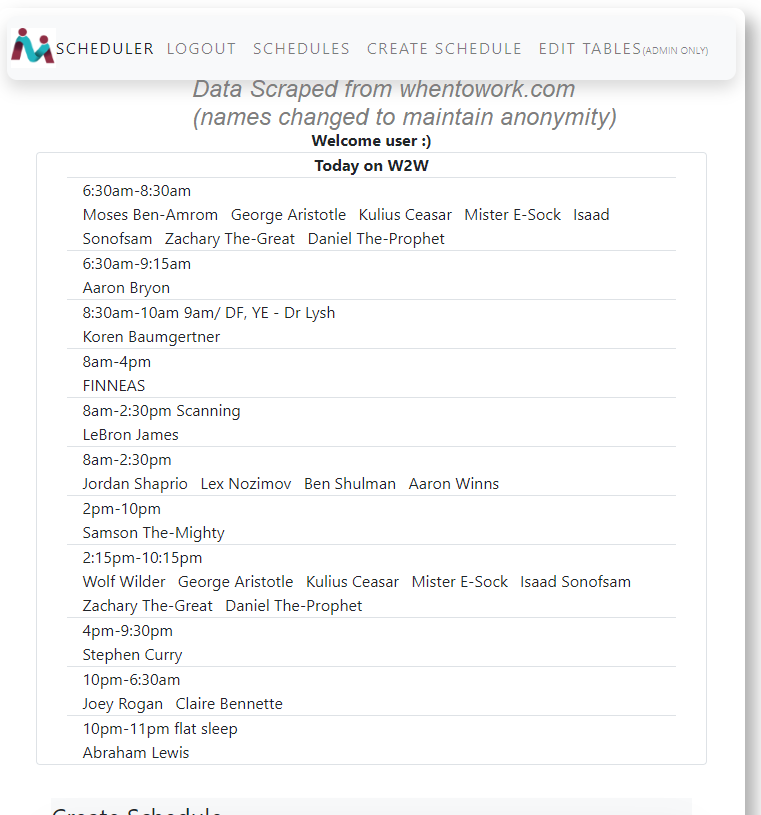 SCHEDULER LOGOUT SCHEDULES CREATE SCHEDULE EDIT TABLES(ADMIN ONLY)
Data Scraped from whentowork.com
(names changed to maintain anonymity)
Welcome user :)
Today on W2W
6:30am-8:30am
Moses Ben-Amrom George Aristotle Kulius Ceasar Mister E-Sock Isaad
Sonofsam Zachary The-Great Daniel The-Prophet
6:30am-9:15am
Aaron Bryon
8:30am-10am 9am/ DF, YE - Dr Lysh
Koren Baumgertner
8am-4pm
FINNEAS
8am-2:30pm Scanning
LeBron James
8am-2:30pm
Jordan Shaprio Lex Nozimov Ben Shulman Aaron Winns
2pm-10pm
Samson The-Mighty
2:15pm-10:15pm
Wolf Wilder George Aristotle Kulius Ceasar Mister E-Sock Isaad Sonofsam
Zachary The-Great Daniel The-Prophet
4pm-9:30pm
Stephen Curry
10pm-6:30am
Joey Rogan Claire Bennette
10pm-11pm flat sleep
Abraham Lewis
Create Schedule